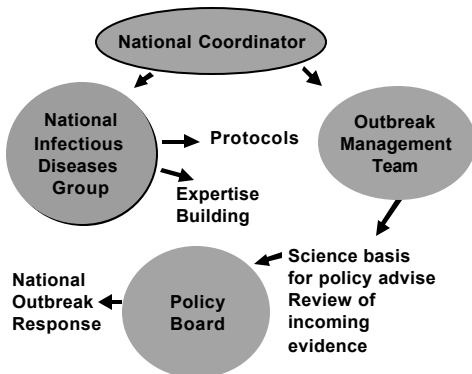 National Coordinator
National
Infectious
Diseases
Group
Protocols
Expertise
Building
Outbreak
Management
Team
Science basis
for policy advise
Review of
incoming
evidence
Policy
Board
National
Outbreak
Response